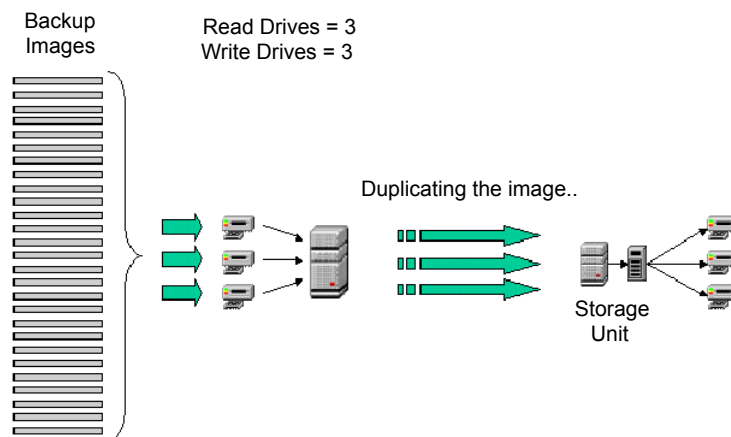 Backup
Images
Read Drives = 3
Write Drives = 3
Duplicating the image..
Storage
Unit